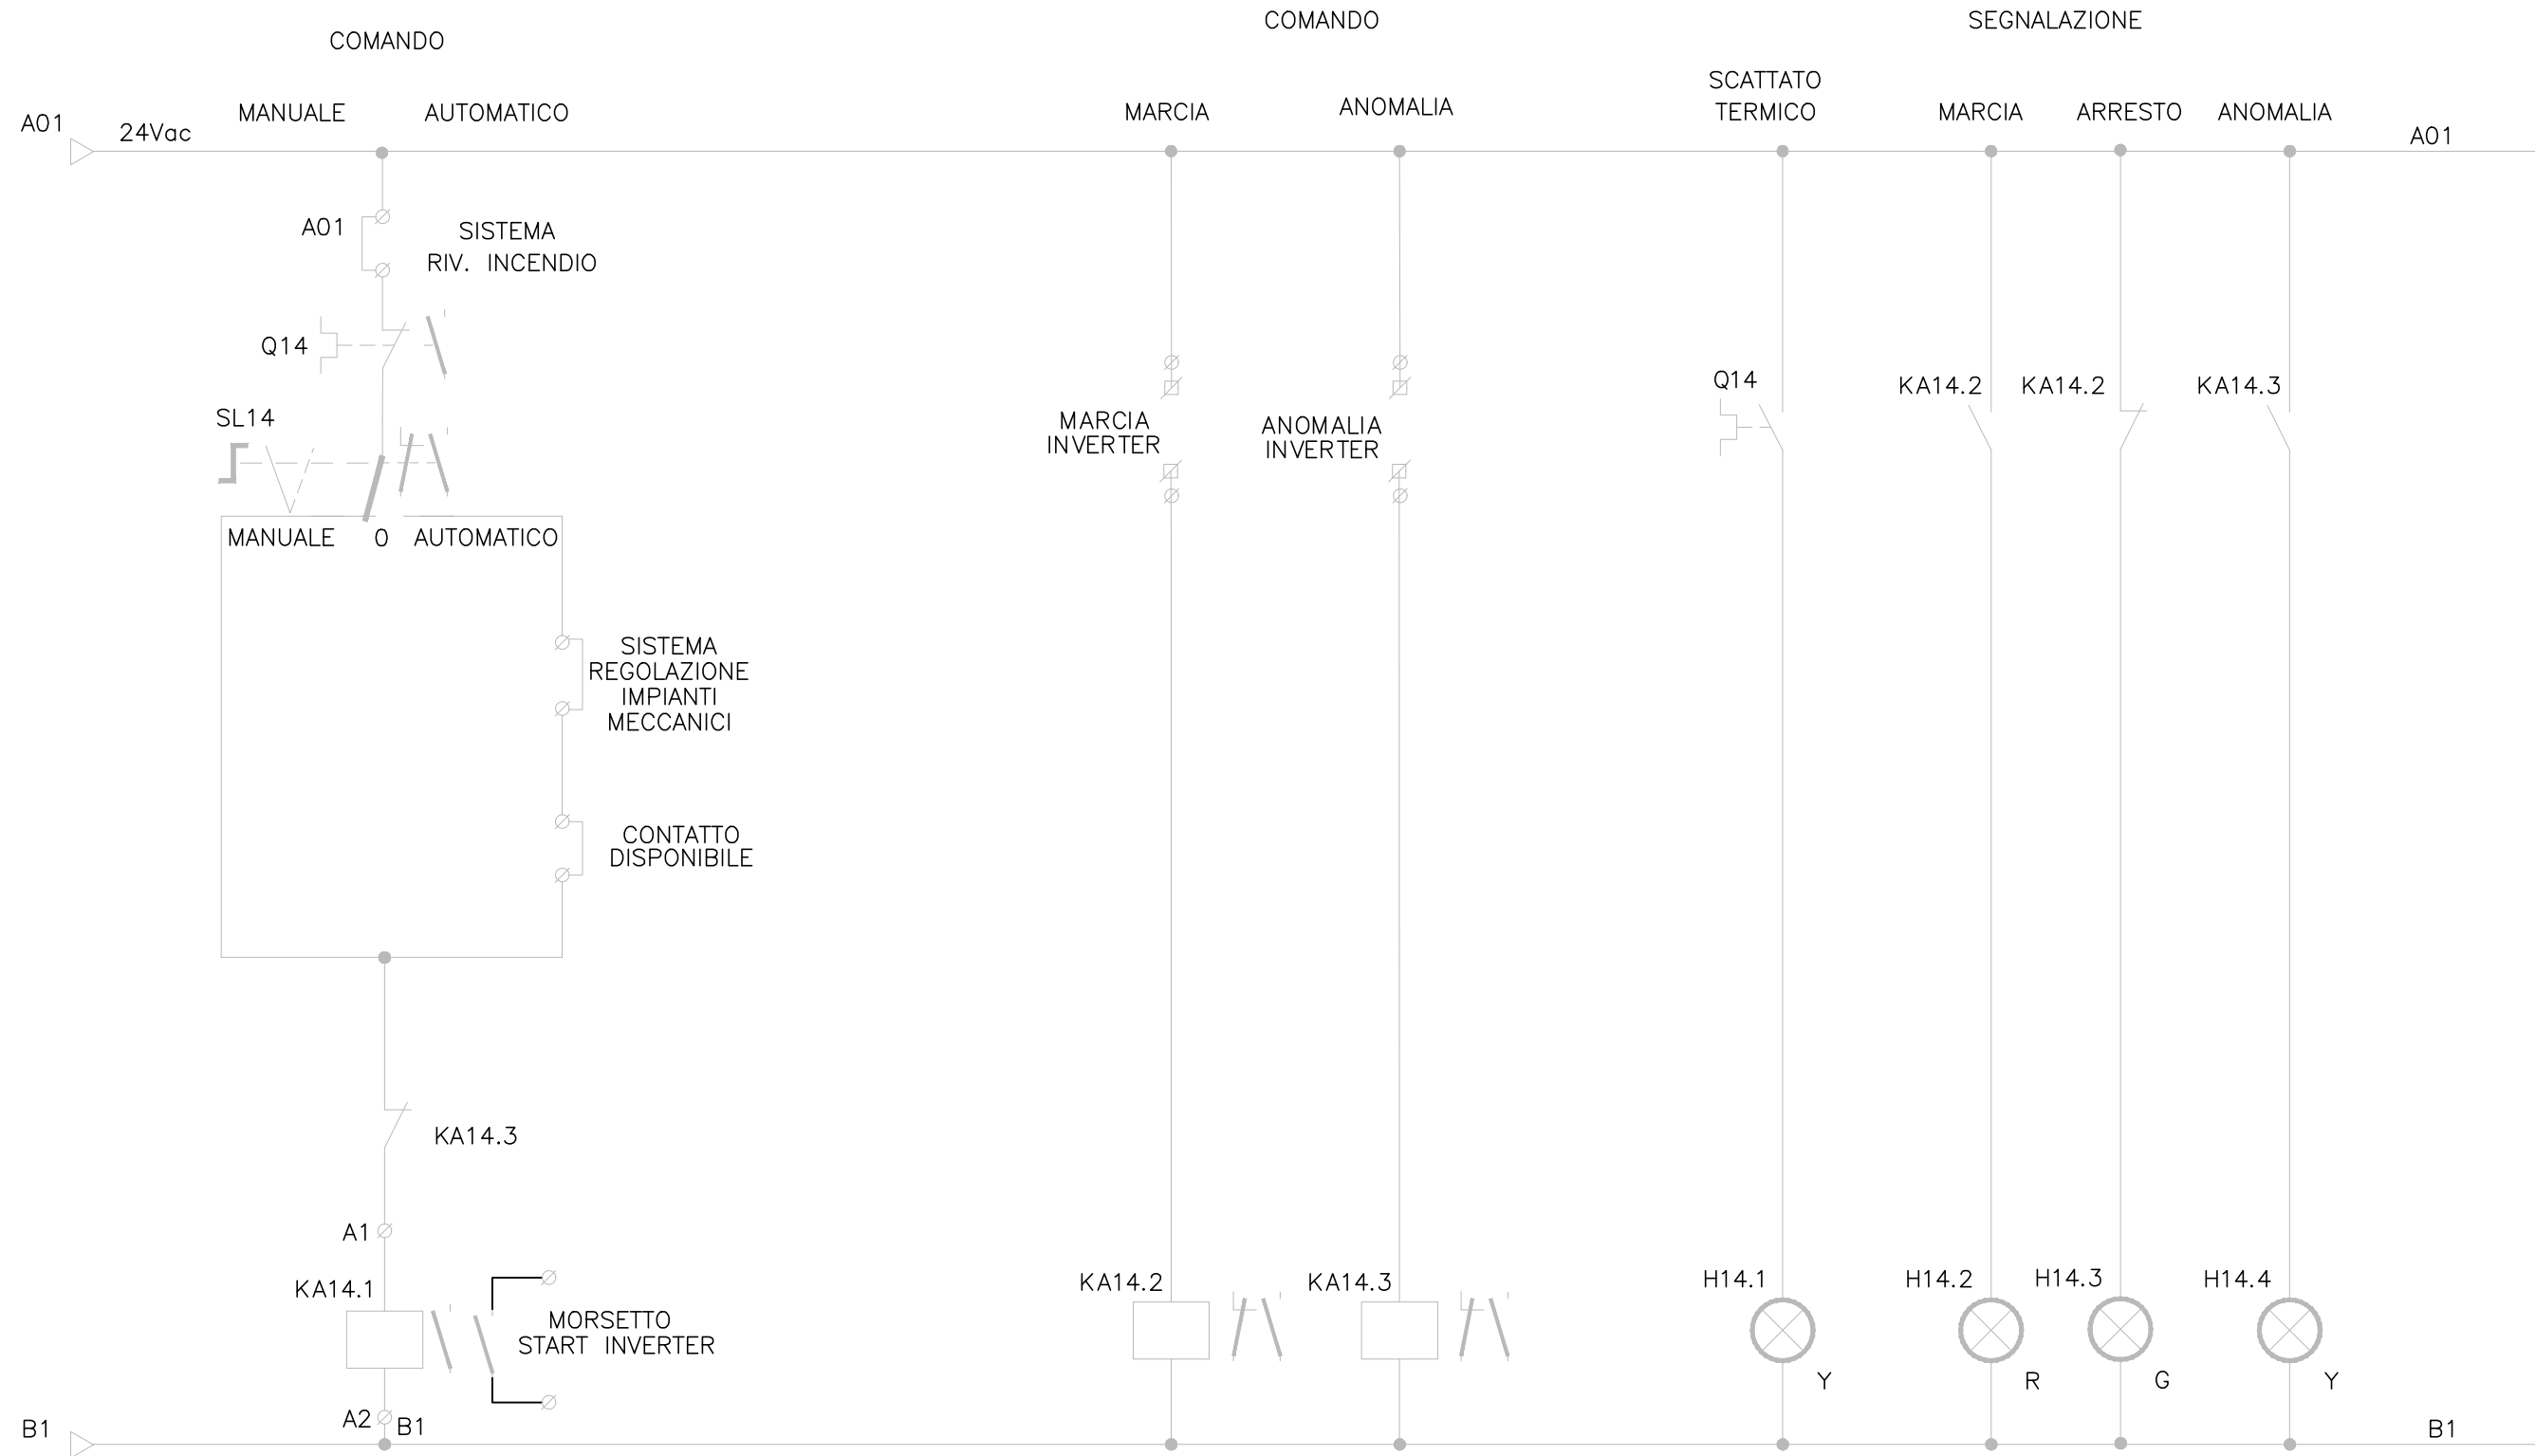 COMANDO
COMANDO
SEGNALAZIONE
MANUALE
AUTOMATICO
MARCIA
ANOMALIA
SCATTATO
TERMICO
MARCIA
ARRESTO
ANOMALIA
A01
24Vac
A01
A01
SISTEMA
RIV. INCENDIO
Q14
SL14
MANUALE 0 AUTOMATICO
SISTEMA
REGOLAZIONE
IMPIANTI
MECCANICI
CONTATTO
DISPONIBILE
KA14.3
A1
KA14.1
MORSETTO
START INVERTER
A2
B1
B1
MARCIA
INVERTER
ANOMALIA
INVERTER
KA14.2
KA14.3
Q14
KA14.2
KA14.2
KA14.3
H14.1
H14.2
H14.3
H14.4
Y
R
G
Y
B1